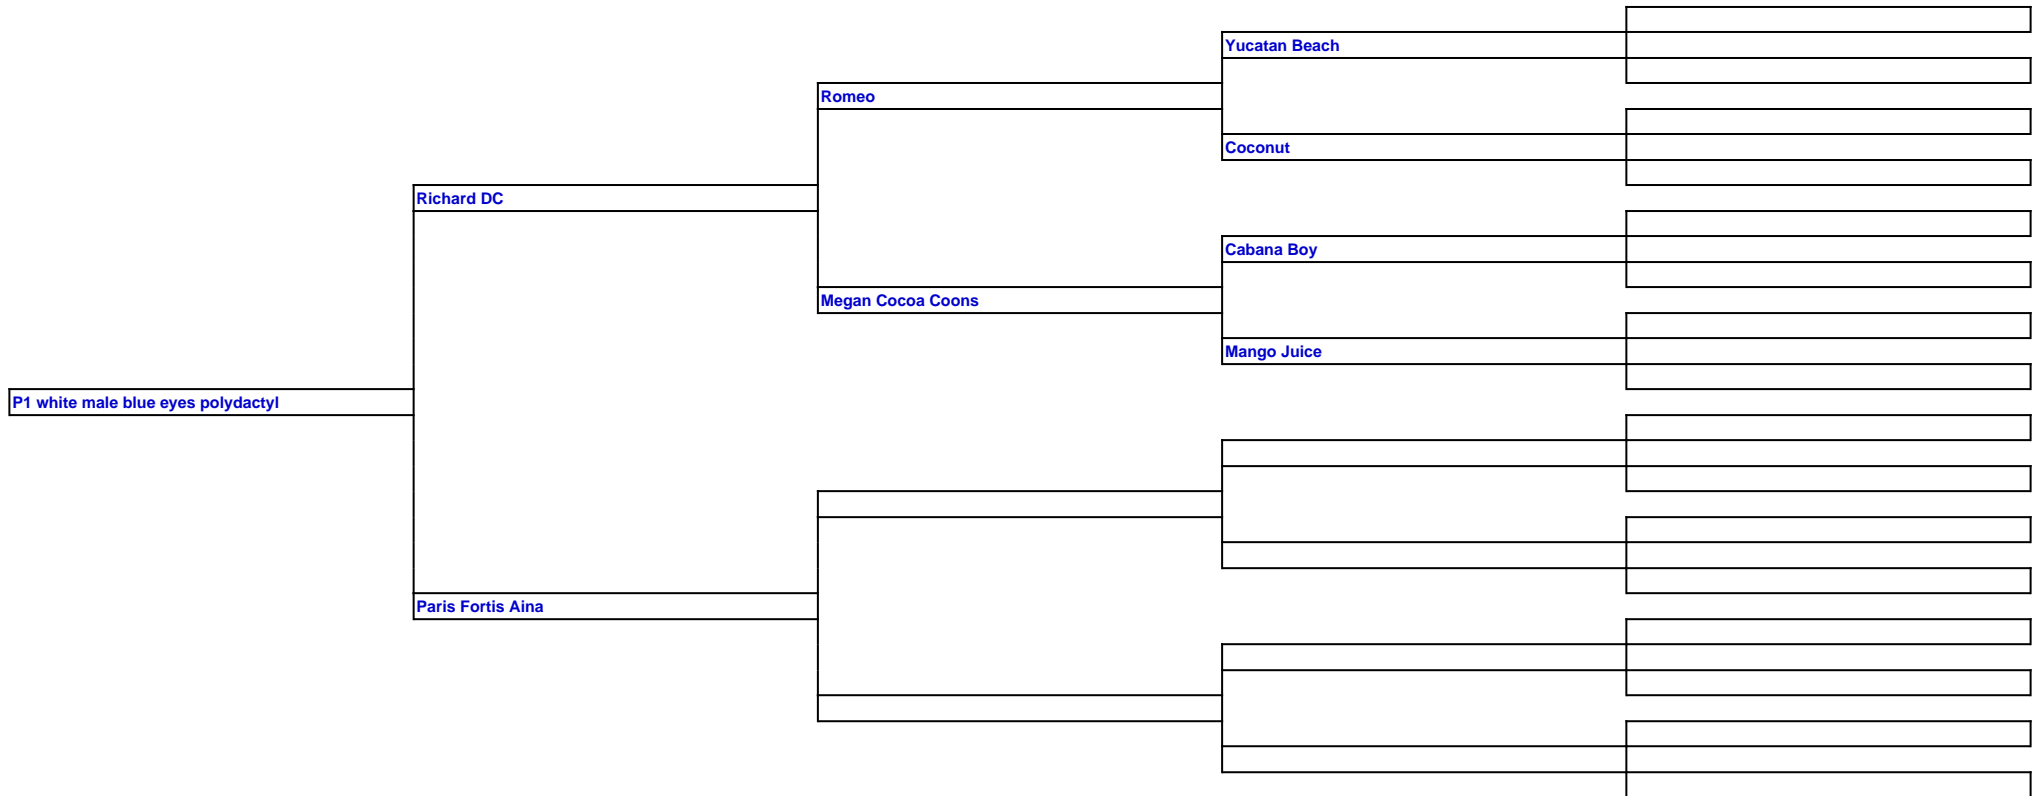 Yucatan Beach
Romeo
Coconut
Richard DC
Cabana Boy
Megan Cocoa Coons
Mango Juice
P1 white male blue eyes polydactyl
Paris Fortis Aina